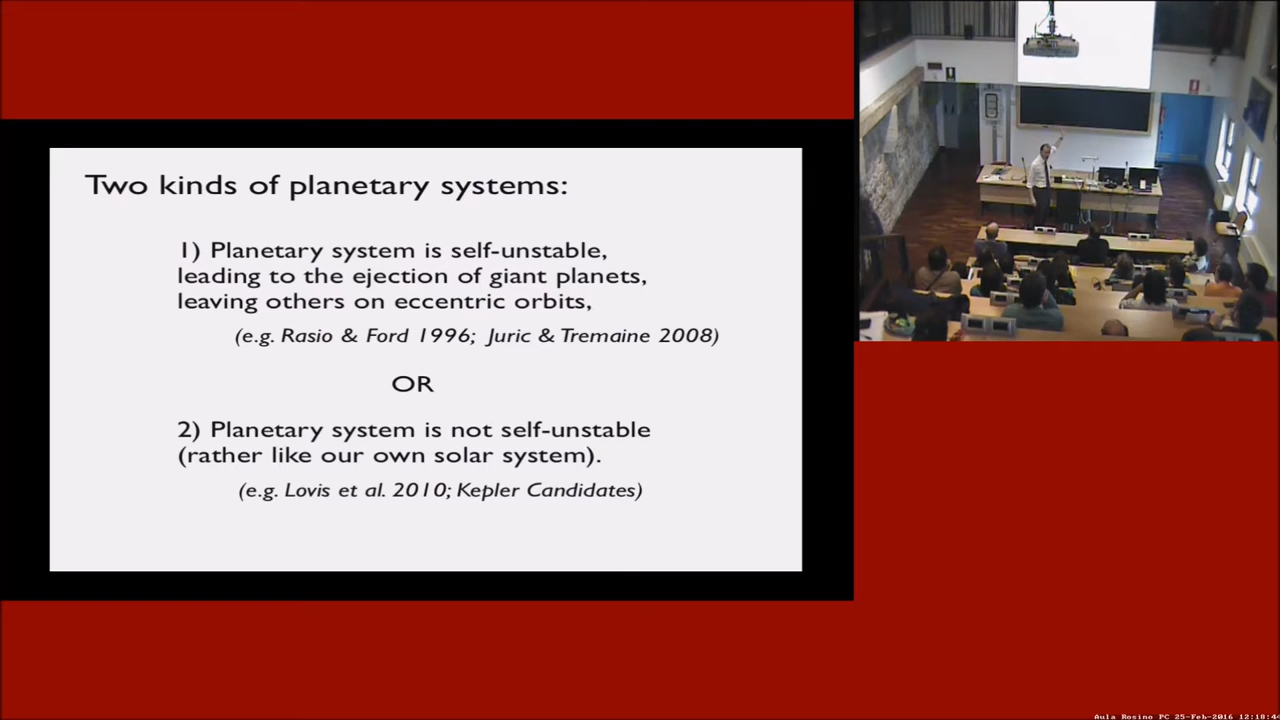 Two kinds of planetary systems:
1) Planetary system is self-unstable,
leading to the ejection of giant planets,
leaving others on eccentric orbits,
(e.g. Rasio & Ford 1996; Juric & Tremaine 2008)
OR
2) Planetary system is not self-unstable
(rather like our own solar system).
(e.g. Lovis et al. 2010; Kepler Candidates)
Aula Rosino PC 25-Feb-2016 12:18:4